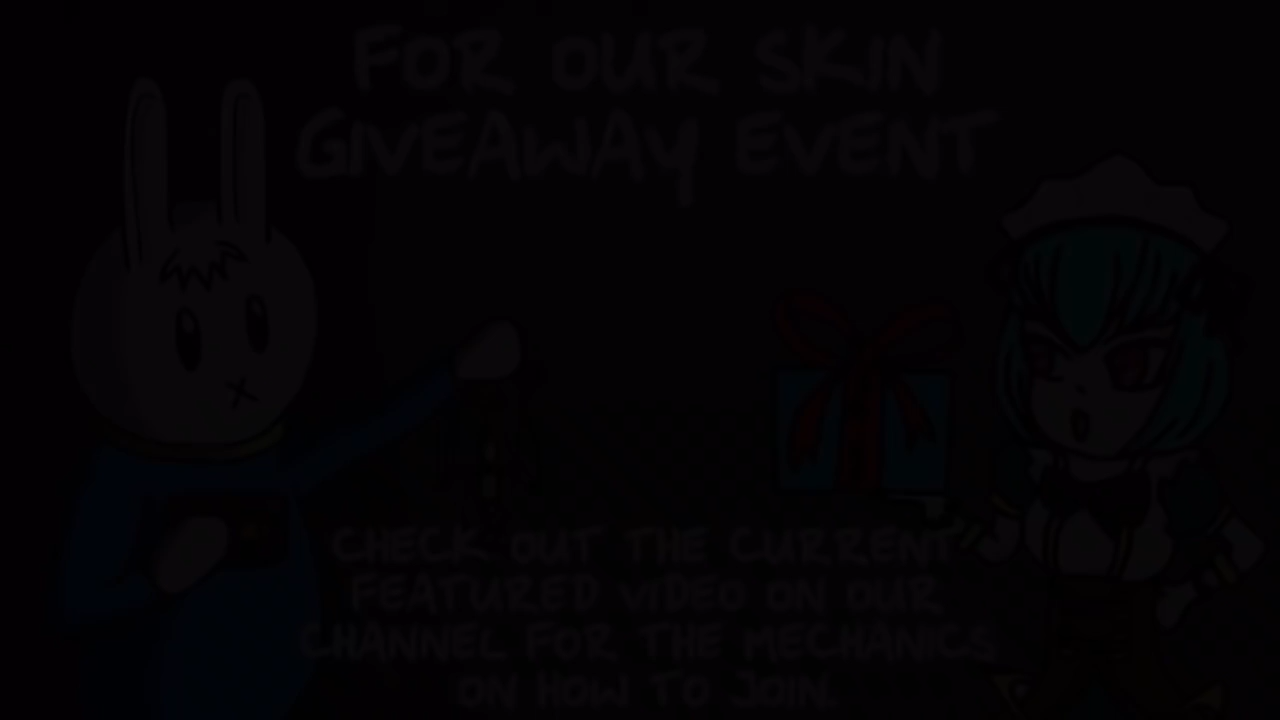 FOR OUR SKIN
GIVEAWAY EVENT
CHECK OUT THE CURRENT
FEATURED VIDEO ON OUR
CHANNEL FOR THE MECHANICS
ON HOW TO JOIN.